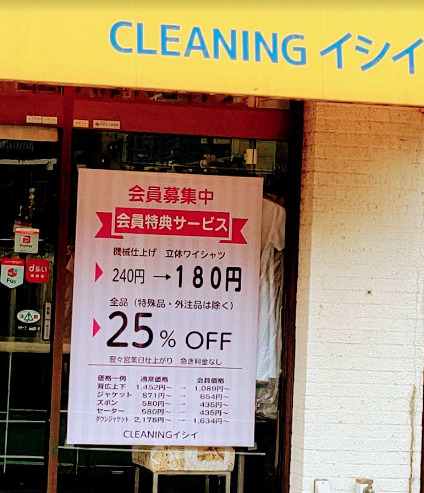 CLEANING イシイ
会員募集中
会員特典サービス
機械仕上げ 立体ワイシャツ
240円 →180円
全品（特殊品・外注品は除く）
25% OFF
翌々営業日仕上がり 急ぎ料金なし
価格一例 通常価格 会員価格
背広上下 1,452円～ → 1,089円～
ジャケット 871円～ → 654円～
ズボン 580円～ → 435円～
セーター 580円～ → 435円～
ダウンジャケット 2,178円～ → 1,634円～
CLEANINGイシイ
PayPay
d払い
Pay